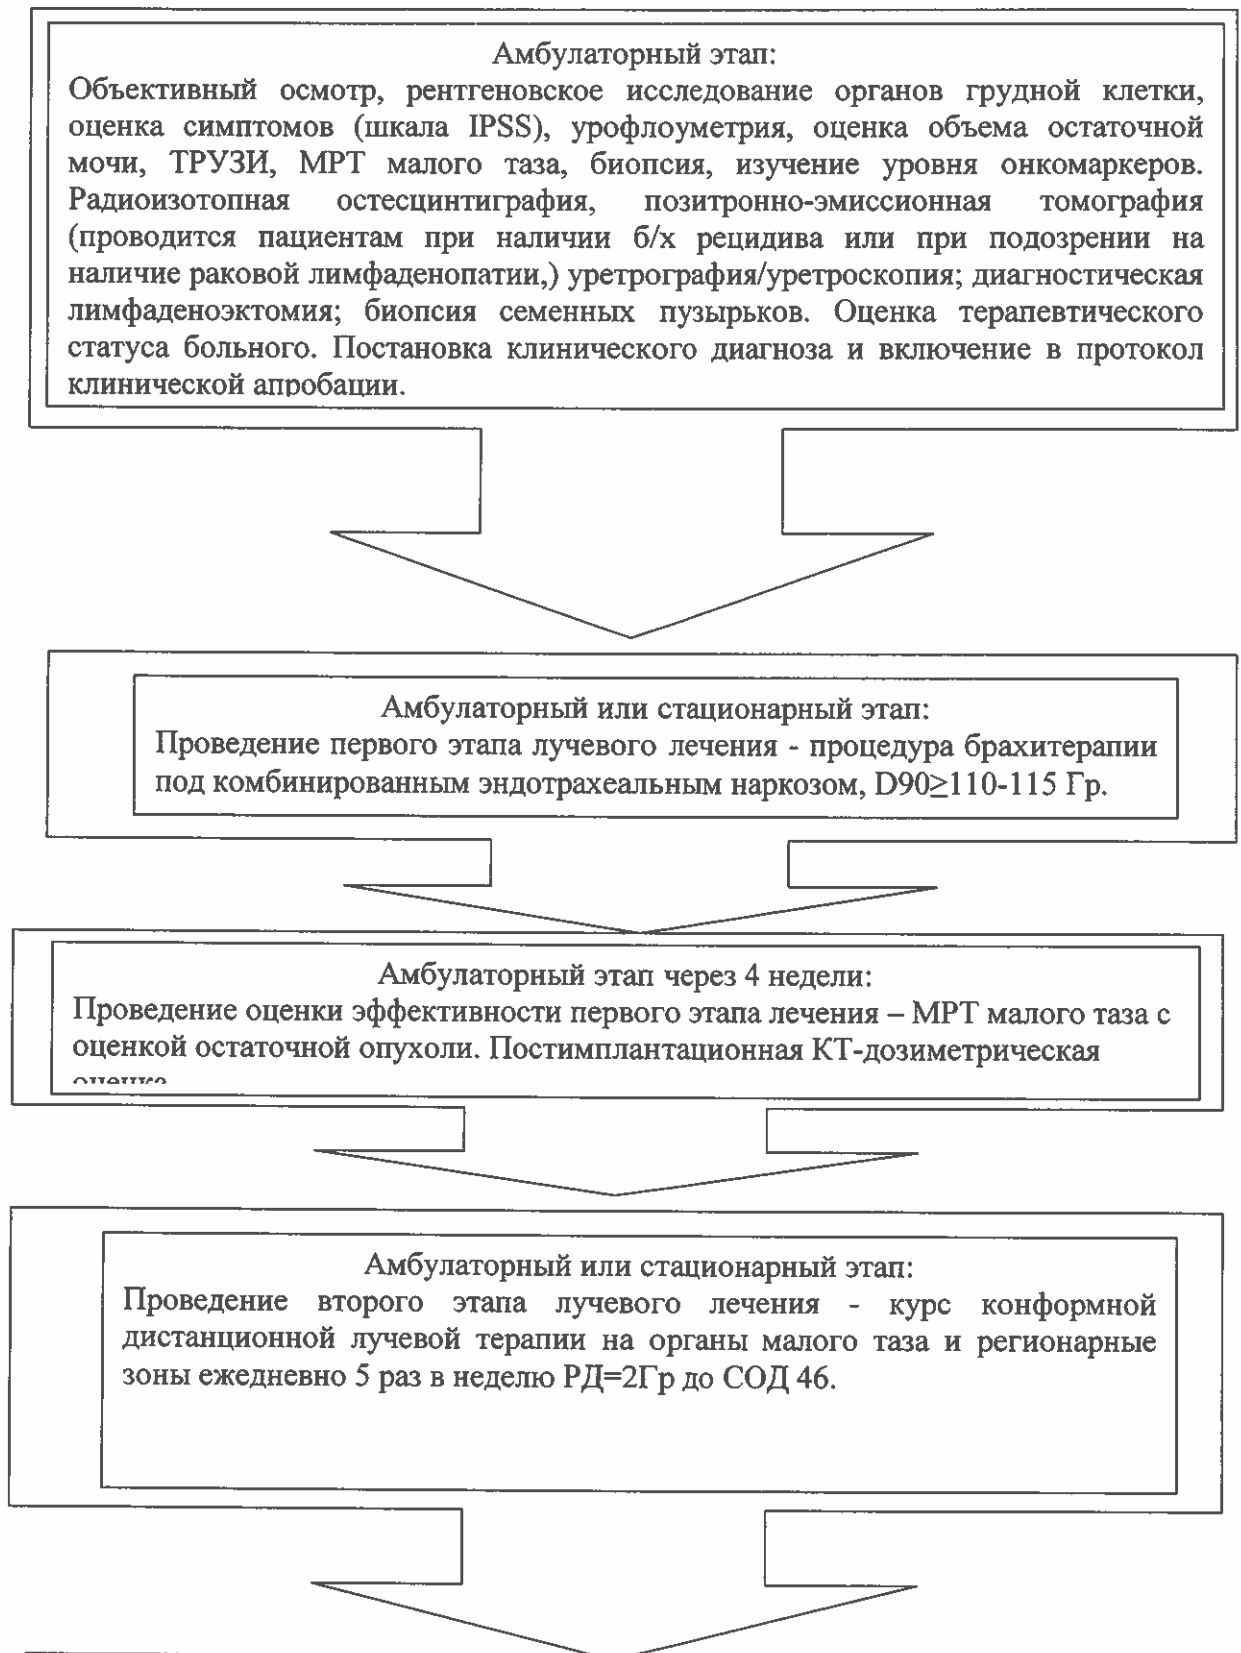 Амбулаторный этап:
Объективный осмотр, рентгеновское исследование органов грудной клетки,
оценка симптомов (шкала IPSS), урофлоуметрия, оценка объема остаточной
мочи, ТРУЗИ, МРТ малого таза, биопсия, изучение уровня онкомаркеров.
Радиоизотопная остесцинтиграфия, позитронно-эмиссионная томография
(проводится пациентам при наличии б/х рецидива или при подозрении на
наличие раковой лимфаденопатии,) уретрография/уретроскопия; диагностическая
лимфаденоэктомия; биопсия семенных пузырьков. Оценка терапевтического
статуса больного. Постановка клинического диагноза и включение в протокол
клинической апробации.
Амбулаторный или стационарный этап:
Проведение первого этапа лучевого лечения - процедура брахитерапии
под комбинированным эндотрахеальным наркозом, D90≥110-115 Гр.
Амбулаторный этап через 4 недели:
Проведение оценки эффективности первого этапа лечения – МРТ малого таза с
оценкой остаточной опухоли. Постимплантационная КТ-дозиметрическая
оценка
Амбулаторный или стационарный этап:
Проведение второго этапа лучевого лечения - курс конформной
дистанционной лучевой терапии на органы малого таза и регионарные
зоны ежедневно 5 раз в неделю РД=2Гр до СОД 46.